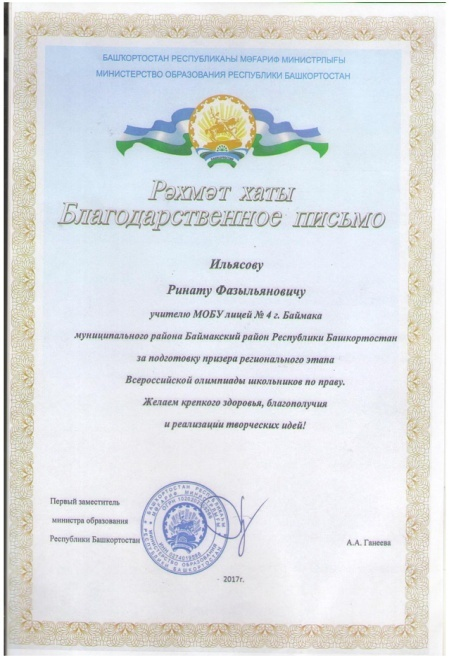 БАШҠОРТОСТАН РЕСПУБЛИКАҺЫ МӘҒАРИФ МИНИСТРЛЫҒЫ
МИНИСТЕРСТВО ОБРАЗОВАНИЯ РЕСПУБЛИКИ БАШКОРТОСТАН
Рәхмәт хаты
Благодарственное письмо
Ильясову
Ринату Фазыльяновичу
учителю МОБУ лицей № 4 г. Баймака
муниципального района Баймакский район Республики Башкортостан
за подготовку призера регионального этапа
Всероссийской олимпиады школьников по праву.
Желаем крепкого здоровья, благополучия
и реализации творческих идей!
Первый заместитель
министра образования
Республики Башкортостан
А.А. Ганеева
2017г.